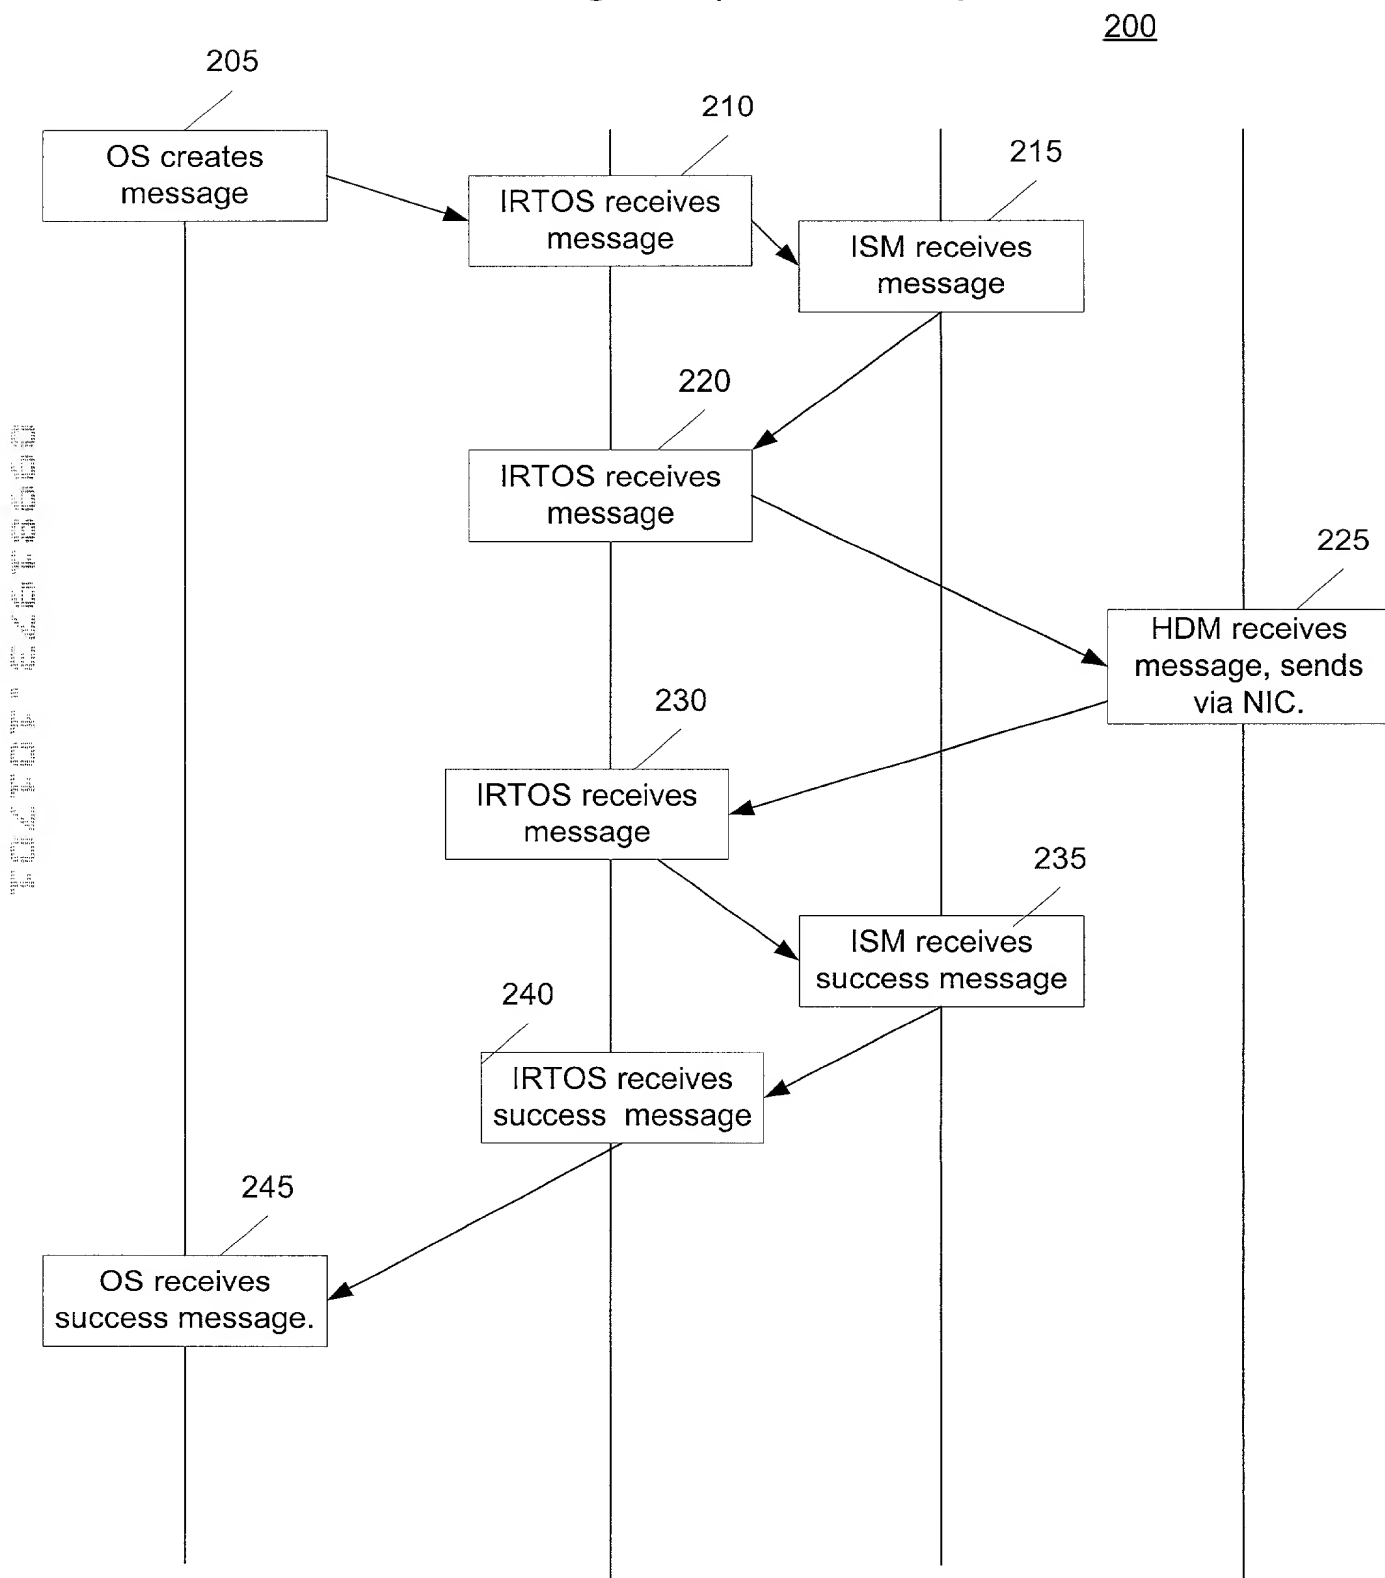 200
205
OS creates
message
210
IRTOS receives
message
215
ISM receives
message
220
IRTOS receives
message
225
HDM receives
message, sends
via NIC.
230
IRTOS receives
message
235
ISM receives
success message
240
IRTOS receives
success message
245
OS receives
success message.